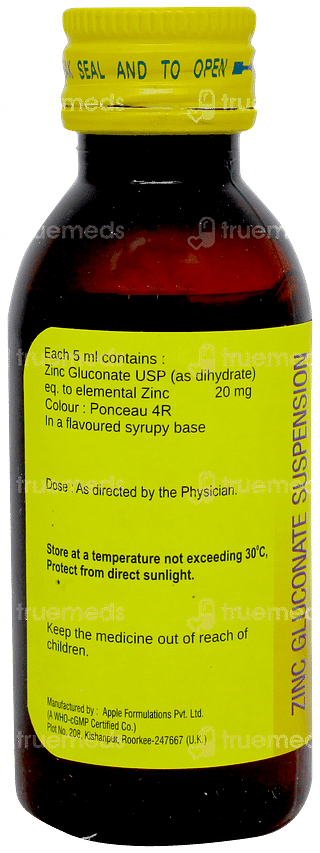 K SEAL AND TO OPEN
Each 5 ml contains :
Zinc Gluconate USP (as dihydrate)
eq. to elemental Zinc 20 mg
Colour : Ponceau 4R
In a flavoured syrupy base
Dose : As directed by the Physician.
Store at a temperature not exceeding 30°C,
Protect from direct sunlight.
Keep the medicine out of reach of
children.
Manufactured by : Apple Formulations Pvt. Ltd.
(A WHO-cGMP Certified Co.)
Plot No. 208, Kishanpur, Roorkee-247667 (U.K.)
ZINC GLUCONATE SUSPENSION
truemeds